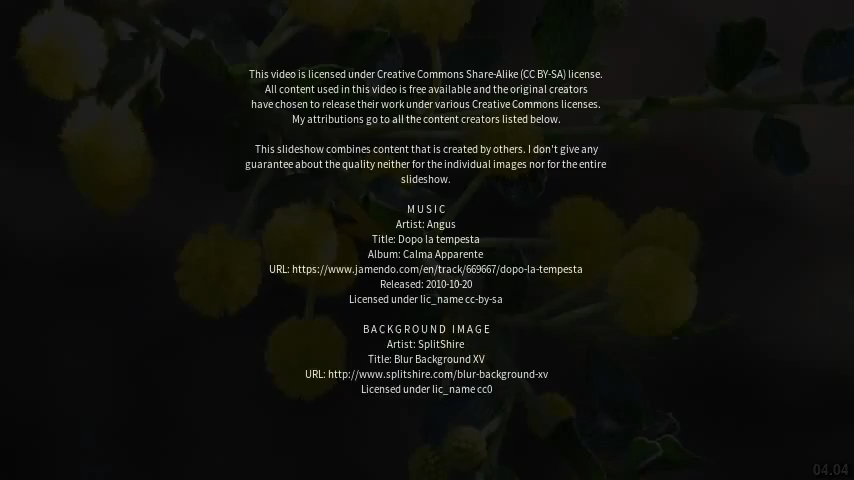 This video is licensed under Creative Commons Share-Alike (CC BY-SA) license.
All content used in this video is free available and the original creators
have chosen to release their work under various Creative Commons licenses.
My attributions go to all the content creators listed below.
This slideshow combines content that is created by others. I don't give any
guarantee about the quality neither for the individual images nor for the entire
slideshow.
MUSIC
Artist: Angus
Title: Dopo la tempesta
Album: Calma Apparente
URL: https://www.jamendo.com/en/track/669667/dopo-la-tempesta
Released: 2010-10-20
Licensed under lic_name cc-by-sa
BACKGROUND IMAGE
Artist: SplitShire
Title: Blur Background XV
URL: http://www.splitshire.com/blur-background-xv
Licensed under lic_name cc0
04.04